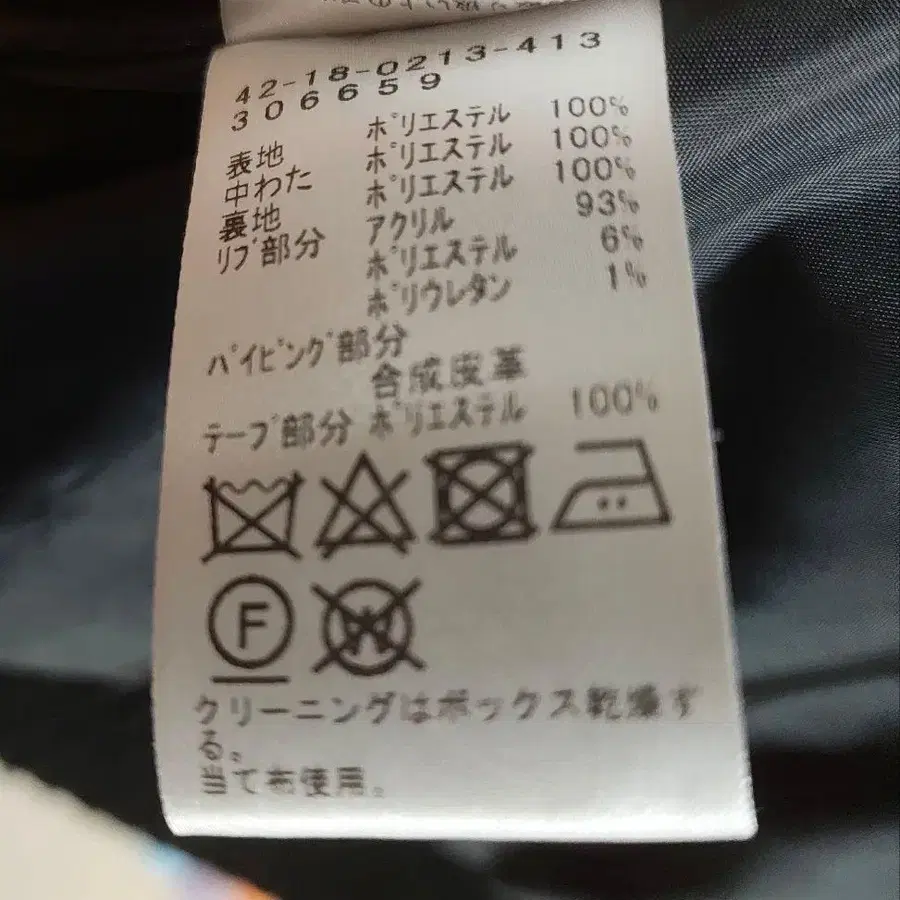 42-18-0213-413
306659
表地 ポリエステル 100%
中わた ポリエステル 100%
裏地 ポリエステル 100%
リブ部分 アクリル 93%
ポリエステル 6%
ポリウレタン 1%
パイピング部分
合成皮革
テープ部分 ポリエステル 100%
F W
クリーニングはボックス乾燥す
る。
当て布使用。